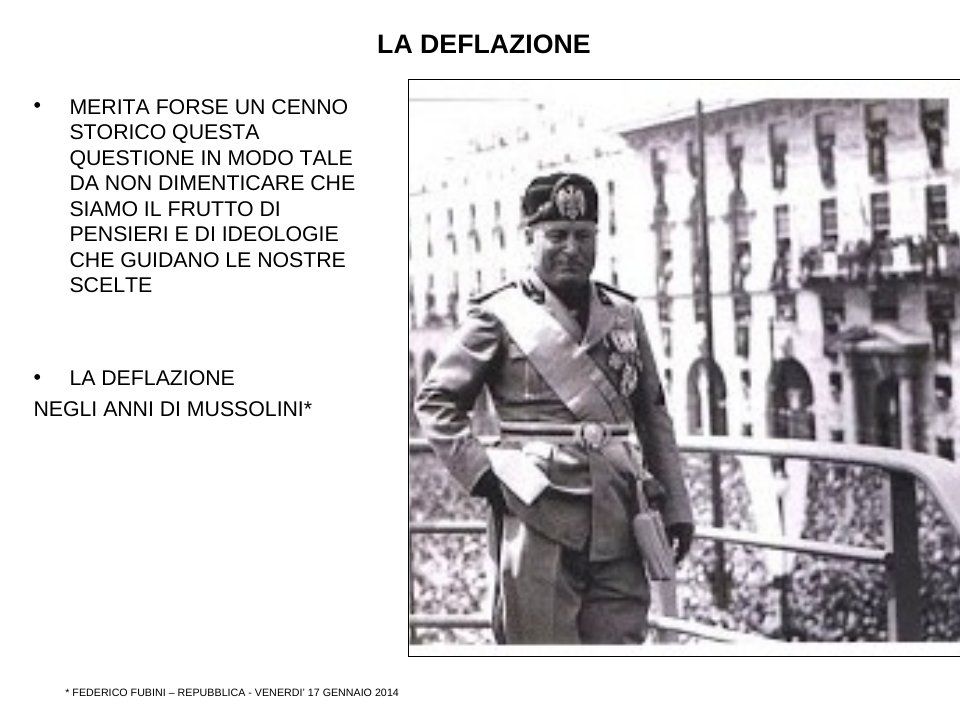 LA DEFLAZIONE
• MERITA FORSE UN CENNO
STORICO QUESTA
QUESTIONE IN MODO TALE
DA NON DIMENTICARE CHE
SIAMO IL FRUTTO DI
PENSIERI E DI IDEOLOGIE
CHE GUIDANO LE NOSTRE
SCELTE
• LA DEFLAZIONE
NEGLI ANNI DI MUSSOLINI*
* FEDERICO FUBINI – REPUBBLICA - VENERDI’ 17 GENNAIO 2014